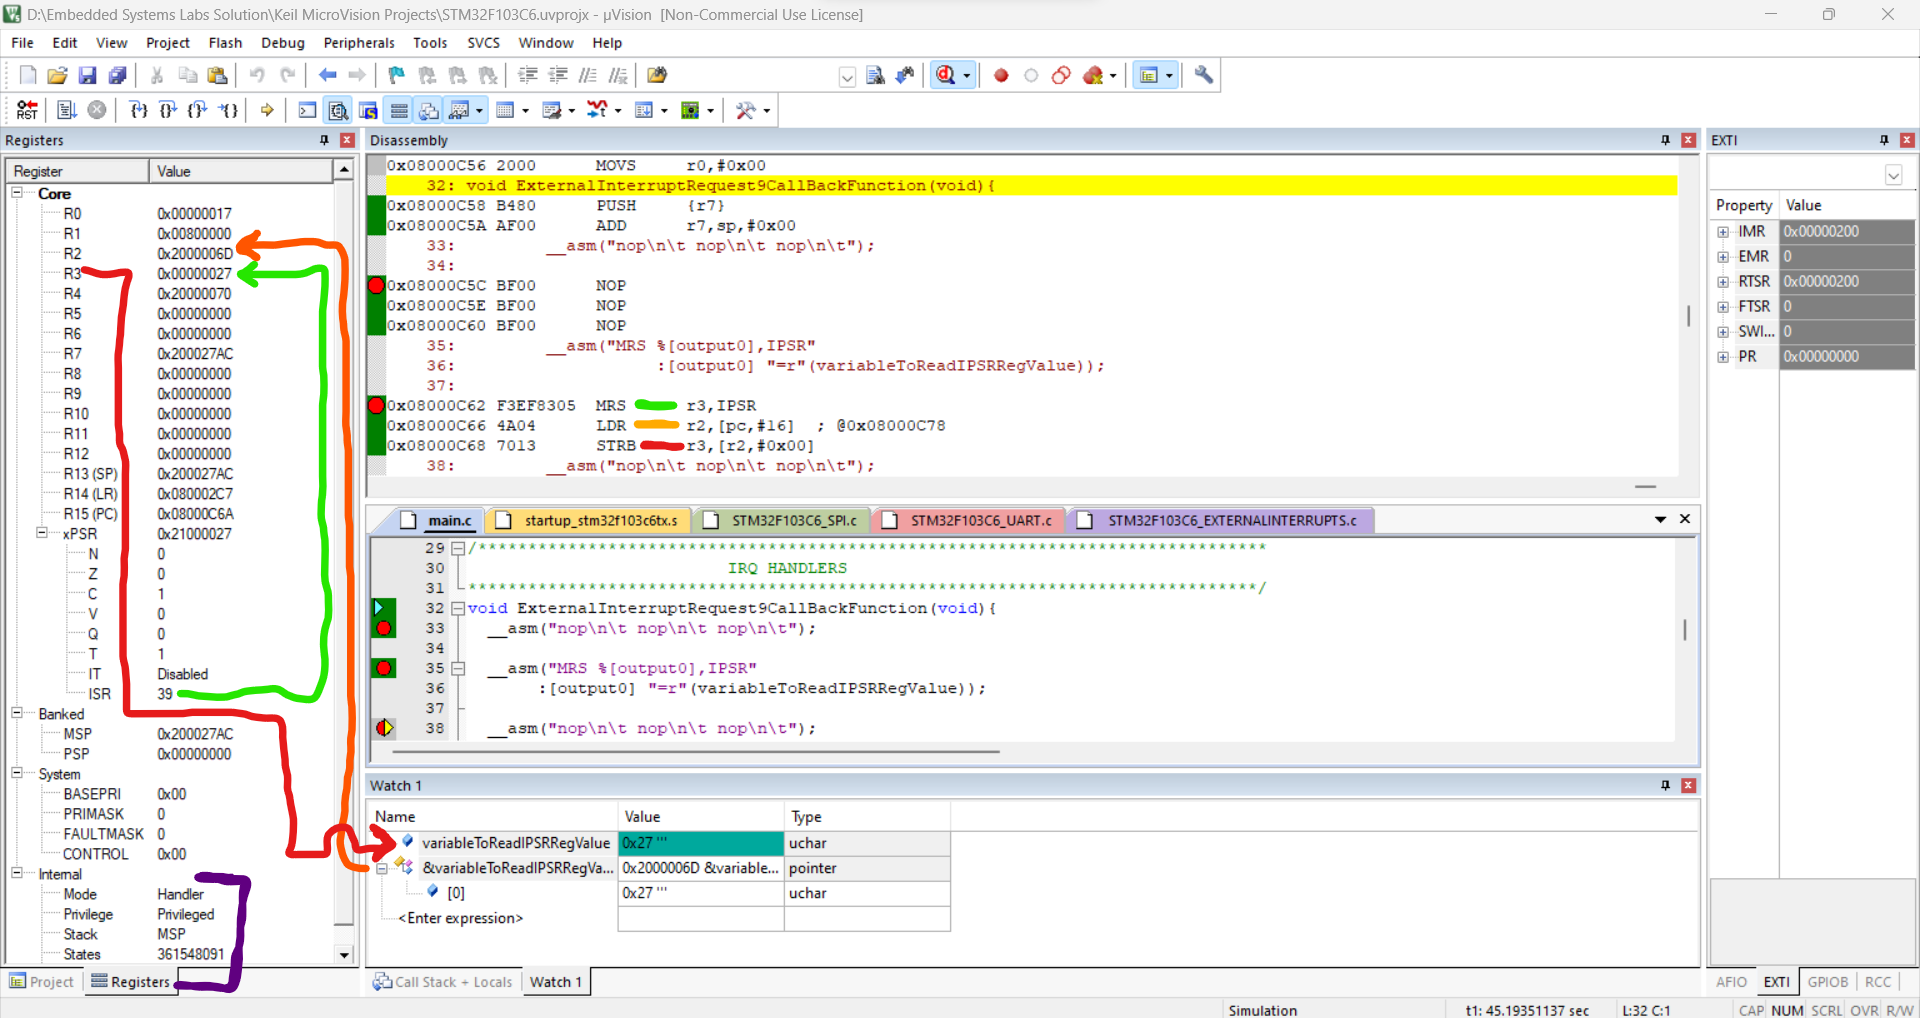 D:\Embedded Systems Labs Solution\Keil MicroVision Projects\STM32F103C6.uvprojx - µVision [Non-Commercial Use License]
File Edit View Project Flash Debug Peripherals Tools SVCS Window Help
RST
Registers
Register Value
Core
R0 0x00000017
R1 0x00800000
R2 0x2000006D
R3 0x00000027
R4 0x20000070
R5 0x00000000
R6 0x00000000
R7 0x200027AC
R8 0x00000000
R9 0x00000000
R10 0x00000000
R11 0x00000000
R12 0x00000000
R13 (SP) 0x200027AC
R14 (LR) 0x080002C7
R15 (PC) 0x08000C6A
xPSR 0x21000027
N 0
Z 0
C 1
V 0
Q 0
T 1
IT Disabled
ISR 39
Banked
MSP 0x200027AC
PSP 0x00000000
System
BASEPRI 0x00
PRIMASK 0
FAULTMASK 0
CONTROL 0x00
Internal
Mode Handler
Privilege Privileged
Stack MSP
States 361548091
Project Registers
Disassembly
0x08000C56 2000 MOVS r0,#0x00
32: void ExternalInterruptRequest9CallBackFunction(void){
0x08000C58 B480 PUSH {r7}
0x08000C5A AF00 ADD r7,sp,#0x00
33: __asm("nop\n\t nop\n\t nop\n\t");
34:
0x08000C5C BF00 NOP
0x08000C5E BF00 NOP
0x08000C60 BF00 NOP
35: __asm("MRS %[output0],IPSR"
36: :[output0] "=r"(variableToReadIPSRRegValue));
37:
0x08000C62 F3EF8305 MRS r3,IPSR
0x08000C66 4A04 LDR r2,[pc,#16] ; @0x08000C78
0x08000C68 7013 STRB r3,[r2,#0x00]
38: __asm("nop\n\t nop\n\t nop\n\t");
main.c startup_stm32f103c6tx.s STM32F103C6_SPI.c STM32F103C6_UART.c STM32F103C6_EXTERNALINTERRUPTS.c
29 /*******************************************************************************
30 IRQ HANDLERS
31 *******************************************************************************/
32 void ExternalInterruptRequest9CallBackFunction(void){
33 __asm("nop\n\t nop\n\t nop\n\t");
34
35 __asm("MRS %[output0],IPSR"
36 :[output0] "=r"(variableToReadIPSRRegValue));
37
38 __asm("nop\n\t nop\n\t nop\n\t");
Watch 1
Name Value Type
variableToReadIPSRRegValue 0x27 ''' uchar
&variableToReadIPSRRegVa... 0x2000006D &variable... pointer
[0] 0x27 ''' uchar
<Enter expression>
Call Stack + Locals Watch 1
EXTI
Property Value
IMR 0x00000200
EMR 0
RTSR 0x00000200
FTSR 0
SWI... 0
PR 0x00000000
AFIO EXTI GPIOB RCC
Simulation t1: 45.19351137 sec L:32 C:1 CAP NUM SCRL OVR R/W